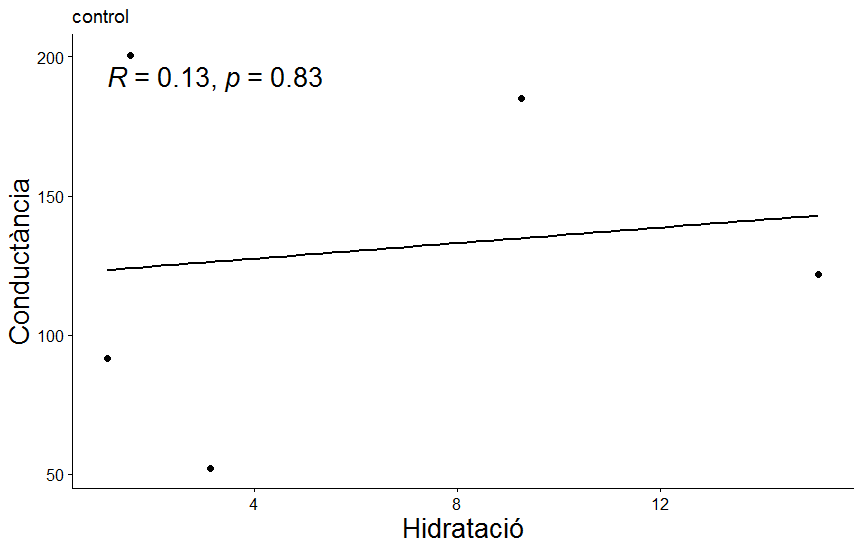 control
R = 0.13, p = 0.83
Conductància
200
150
100
50
4
8
12
Hidratació